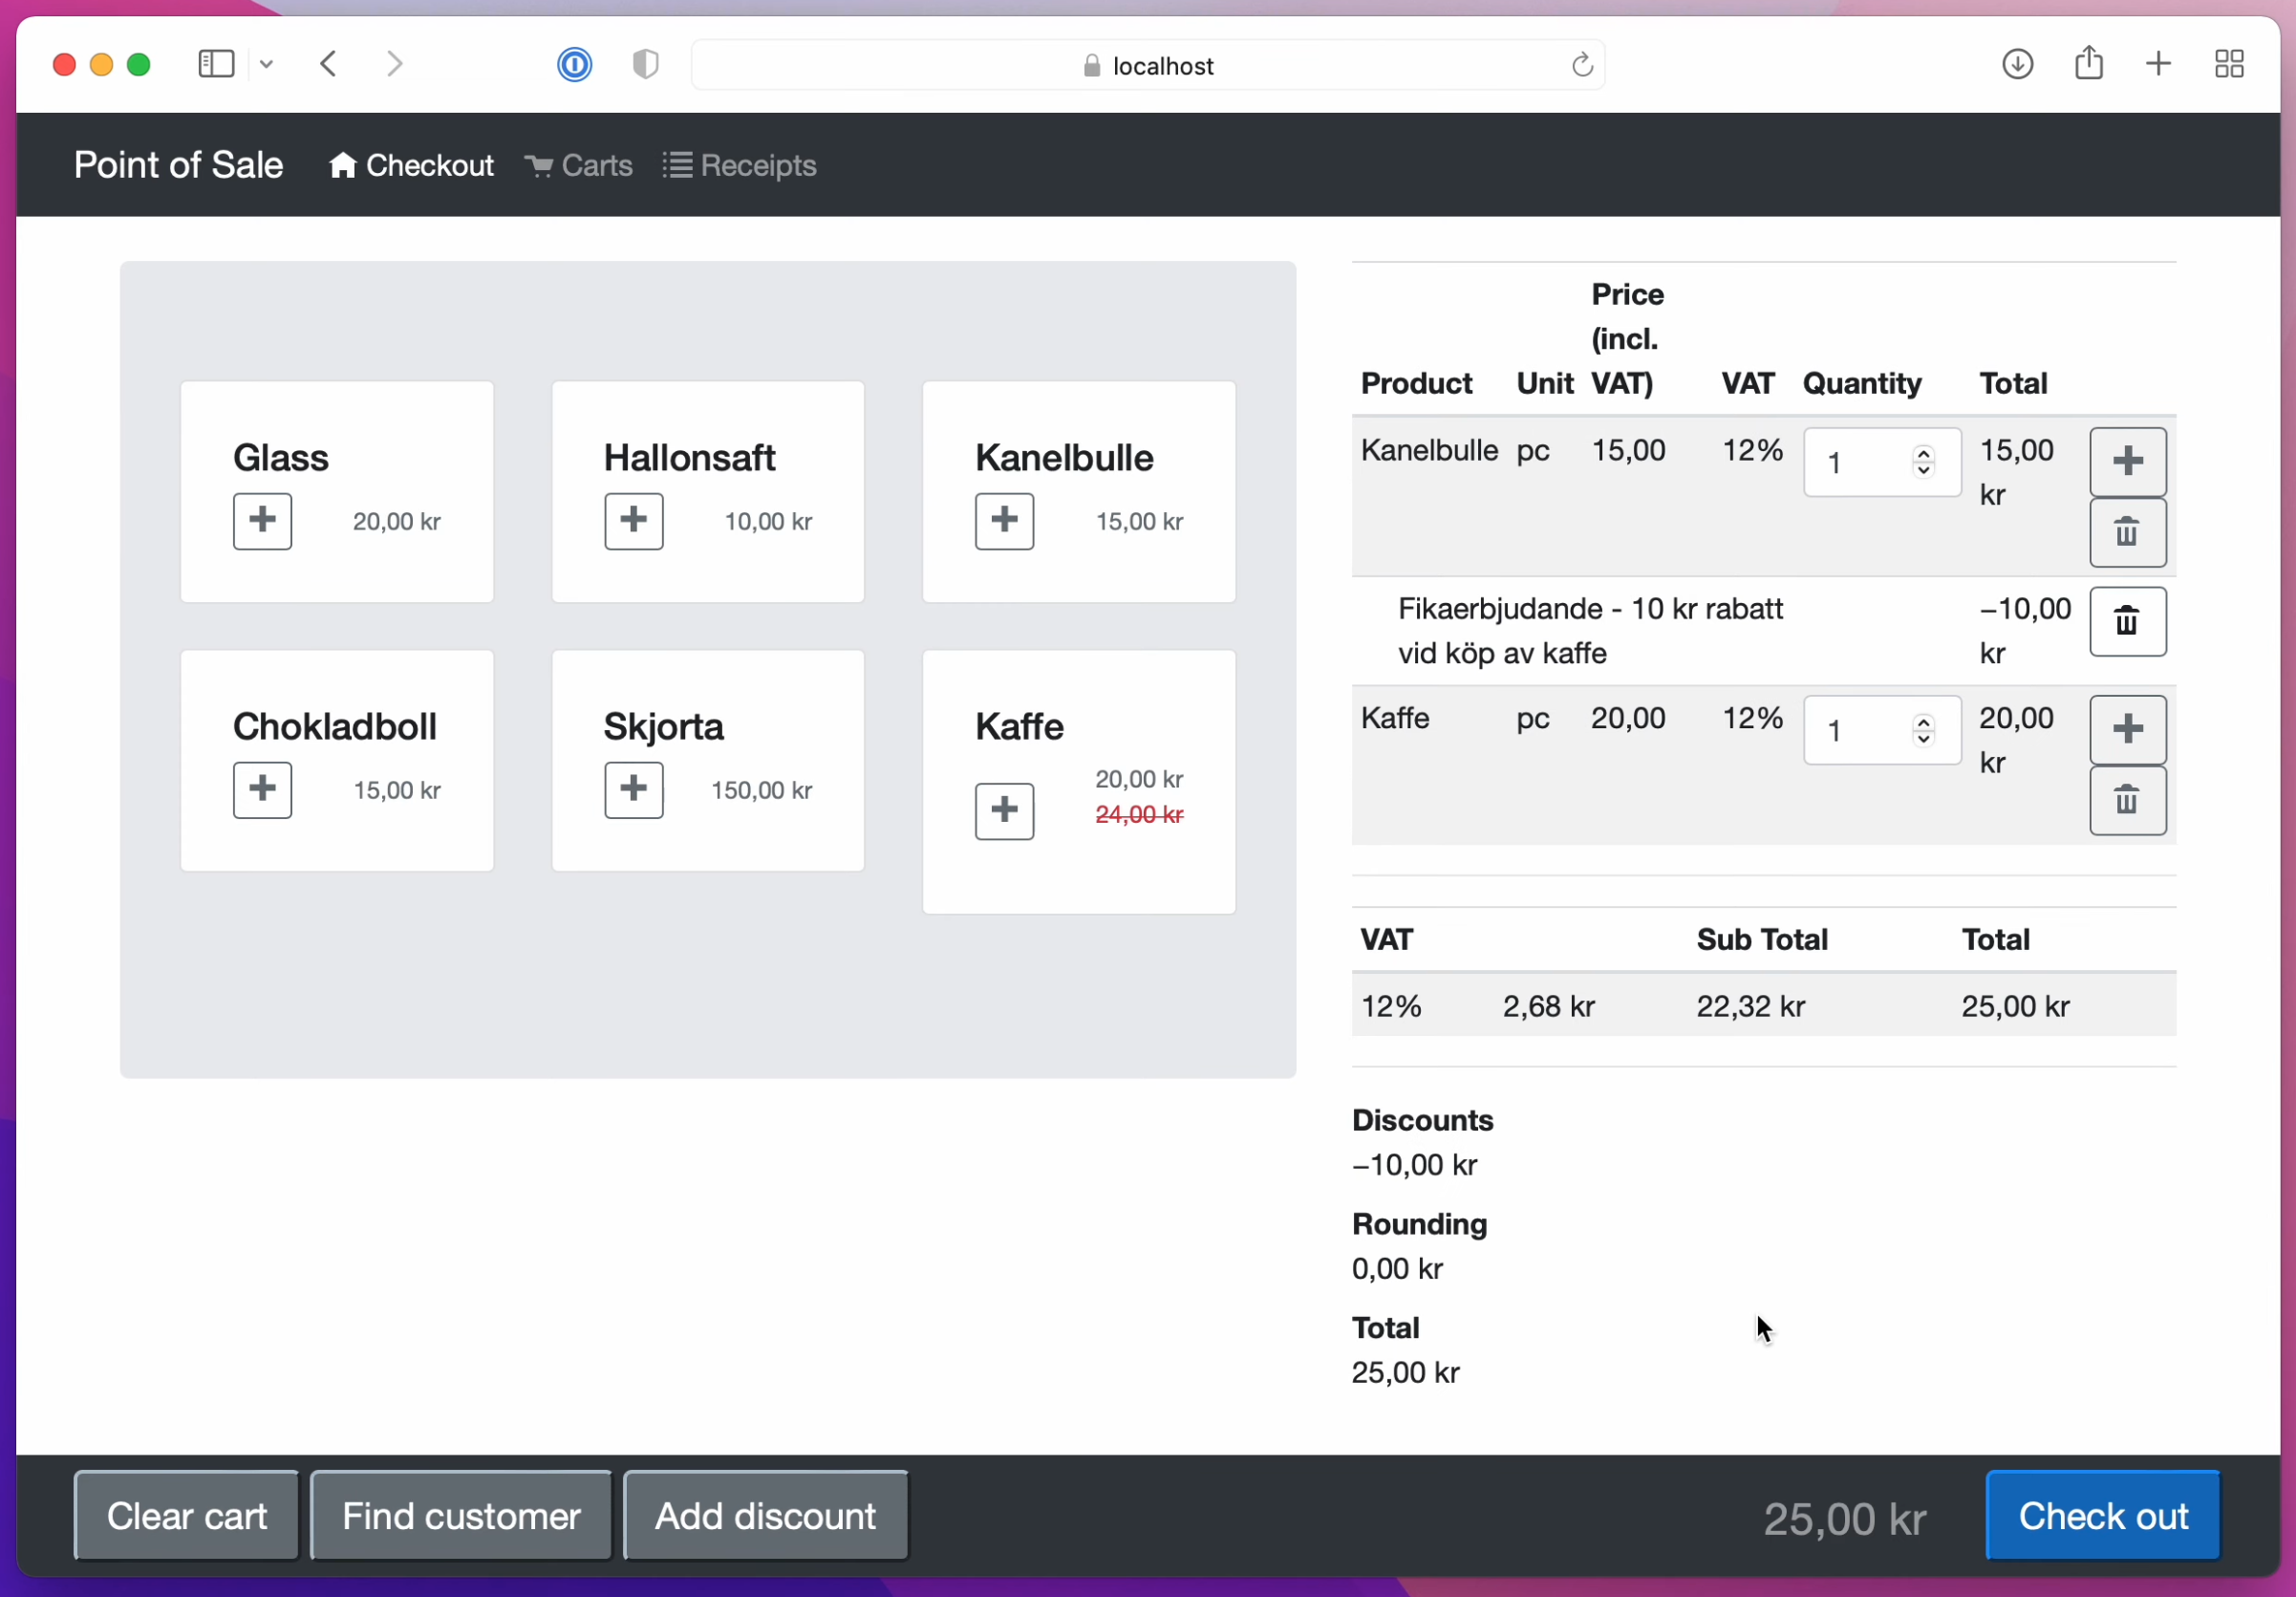 localhost
Point of Sale Checkout Carts Receipts
Glass
20,00 kr
Hallonsaft
10,00 kr
Kanelbulle
15,00 kr
Chokladboll
15,00 kr
Skjorta
150,00 kr
Kaffe
20,00 kr
24,00 kr
Price
(incl.
Product Unit VAT) VAT Quantity Total
Kanelbulle pc 15,00 12% 1 15,00
kr
Fikaerbjudande - 10 kr rabatt −10,00
vid köp av kaffe kr
Kaffe pc 20,00 12% 1 20,00
kr
VAT Sub Total Total
12% 2,68 kr 22,32 kr 25,00 kr
Discounts
−10,00 kr
Rounding
0,00 kr
Total
25,00 kr
Clear cart Find customer Add discount 25,00 kr Check out